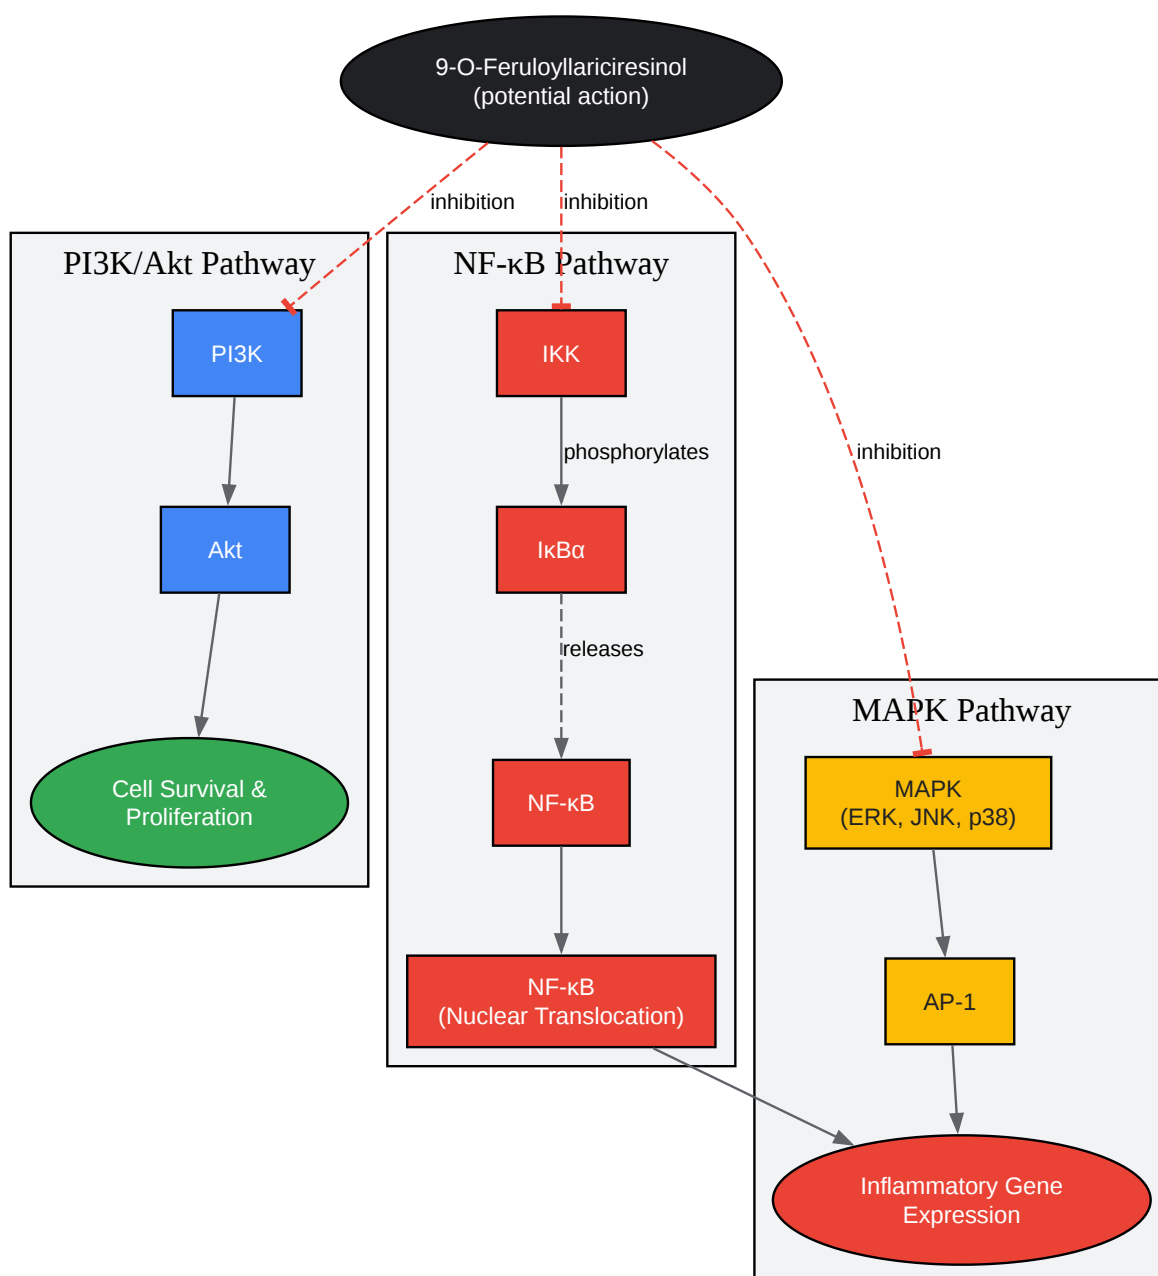 9-O-Feruloyllariciresinol
(potential action)
inhibition
inhibition
PI3K/Akt Pathway
NF-κB Pathway
PI3K
IKK
phosphorylates
inhibition
Akt
IκBα
releases
MAPK Pathway
Cell Survival &
Proliferation
NF-κB
MAPK
(ERK, JNK, p38)
NF-κB
(Nuclear Translocation)
AP-1
Inflammatory Gene
Expression